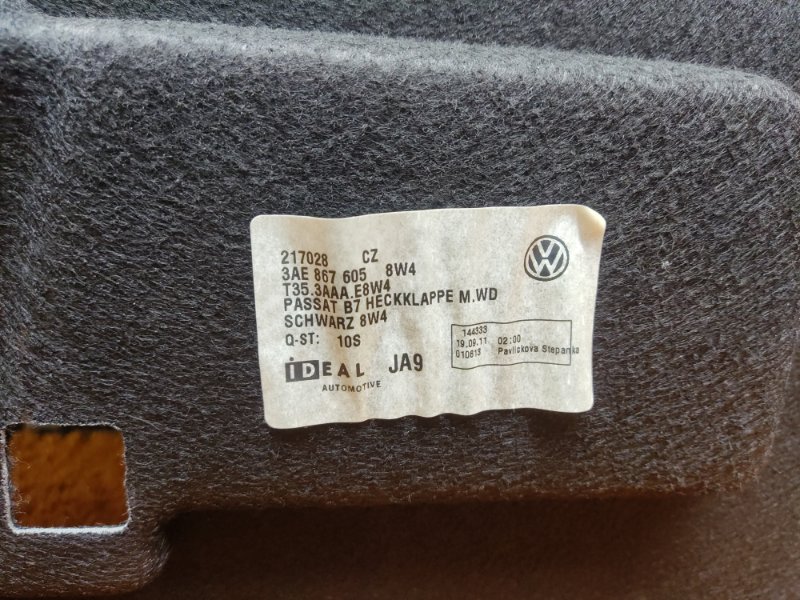 217028 CZ
3AE 867 605 8W4
T35.3AAA.E8W4
PASSAT B7 HECKKLAPPE M.WD
SCHWARZ 8W4
Q-ST: 10S
iDEAL JA9
AUTOMOTIVE
144333
19.09.11 02:00
010613 Pavlickova Stepanka
VW